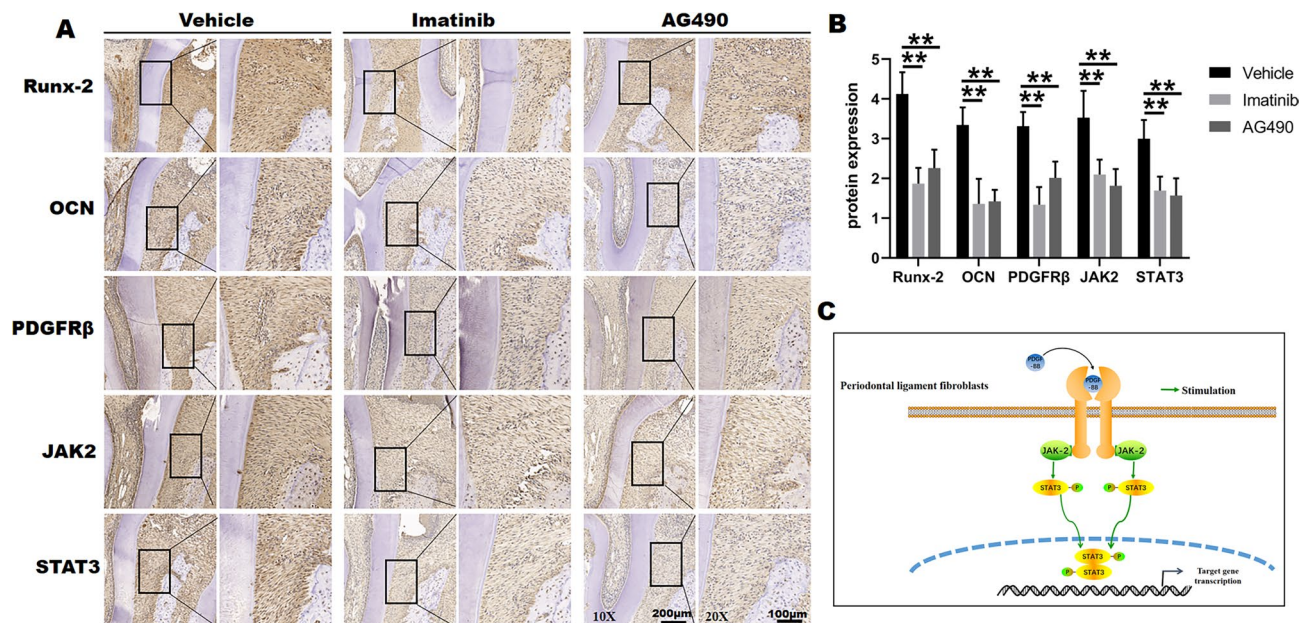 A
Vehicle
Imatinib
AG490
Runx-2
OCN
PDGFRβ
JAK2
STAT3
10X
200μm
20X
100μm
B
protein expression
5
4
3
2
1
0
**
**
**
**
**
**
**
**
**
**
Runx-2
OCN
PDGFRβ
JAK2
STAT3
Vehicle
Imatinib
AG490
C
PDGF
-BB
PDGF
-BB
Periodontal ligament fibroblasts
Stimulation
JAK-2
JAK-2
STAT3
P
P
STAT3
STAT3
P
P
STAT3
Target gene
transcription